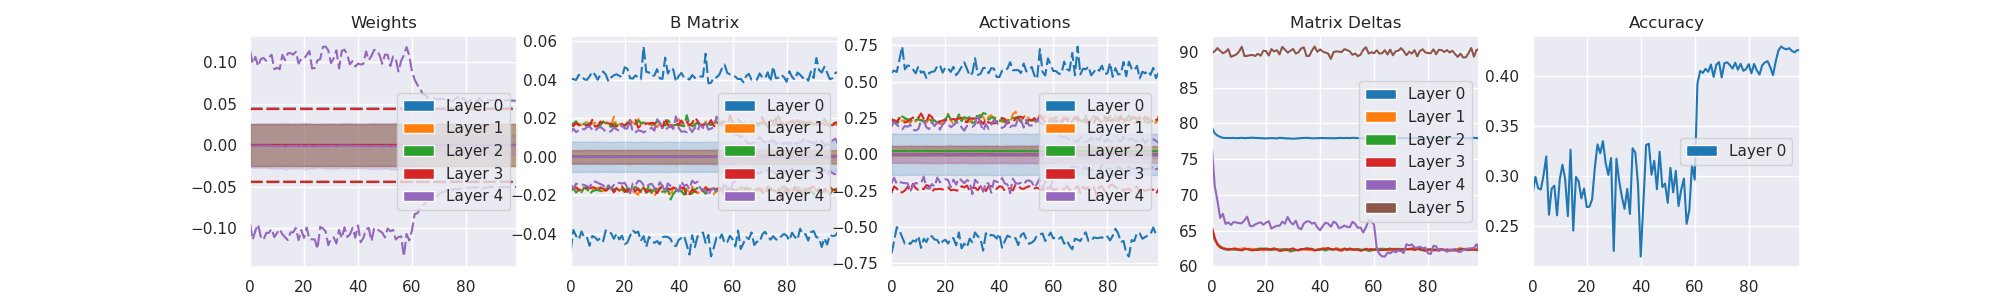 Weights
0.10
0.05
0.00
−0.05
−0.10
0 20 40 60 80
Layer 0
Layer 1
Layer 2
Layer 3
Layer 4
B Matrix
0.06
0.04
0.02
0.00
−0.02
−0.04
0 20 40 60 80
Layer 0
Layer 1
Layer 2
Layer 3
Layer 4
Activations
0.75
0.50
0.25
0.00
−0.25
−0.50
−0.75
0 20 40 60 80
Layer 0
Layer 1
Layer 2
Layer 3
Layer 4
Matrix Deltas
90
85
80
75
70
65
60
0 20 40 60 80
Layer 0
Layer 1
Layer 2
Layer 3
Layer 4
Layer 5
Accuracy
0.40
0.35
0.30
0.25
0 20 40 60 80
Layer 0